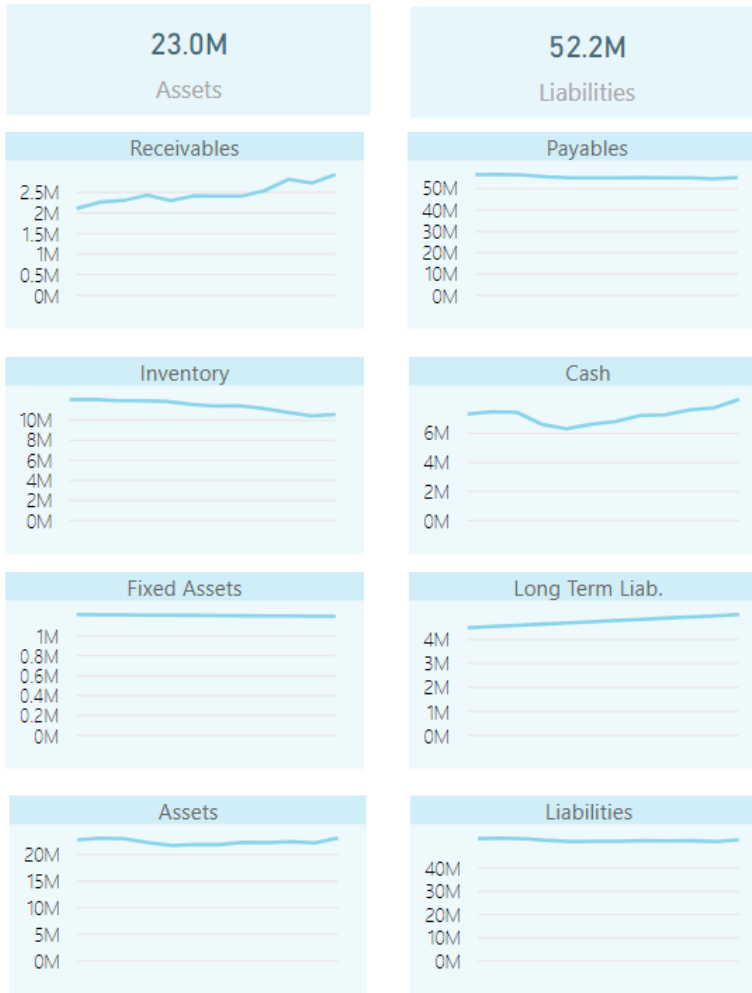 23.0M
Assets
52.2M
Liabilities
Receivables
2.5M
2M
1.5M
1M
0.5M
0M
Payables
50M
40M
30M
20M
10M
0M
Inventory
10M
8M
6M
4M
2M
0M
Cash
6M
4M
2M
0M
Fixed Assets
1M
0.8M
0.6M
0.4M
0.2M
0M
Long Term Liab.
4M
3M
2M
1M
0M
Assets
20M
15M
10M
5M
0M
Liabilities
40M
30M
20M
10M
0M